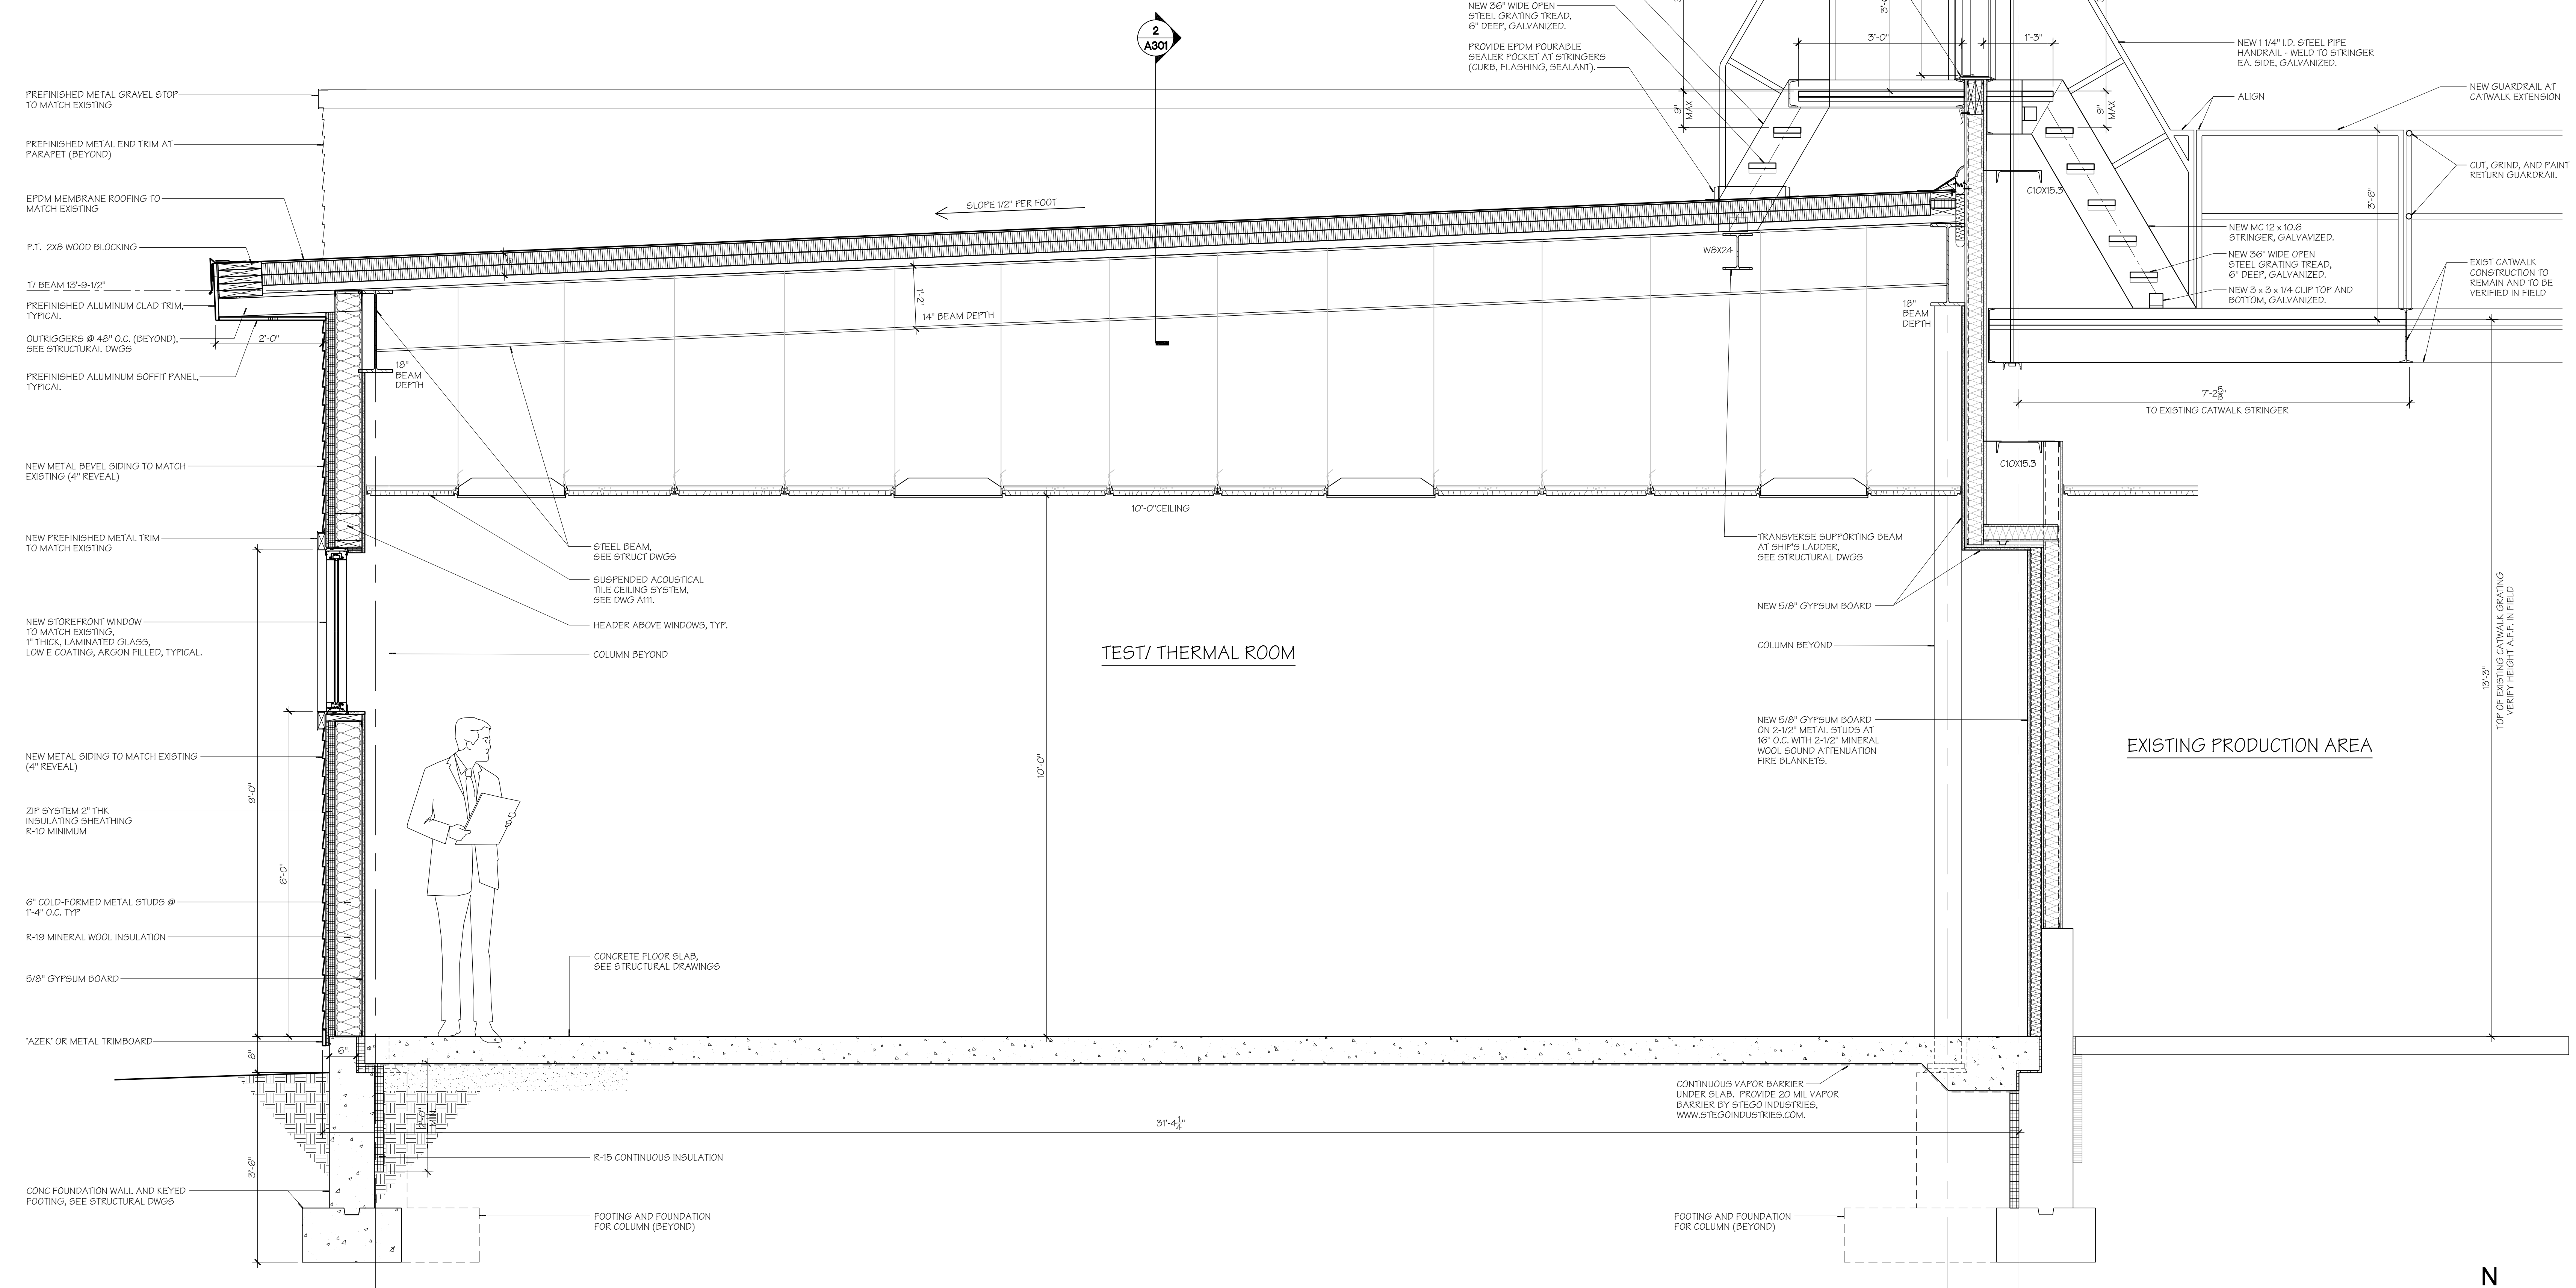 2
A301
NEW 36" WIDE OPEN
STEEL GRATING TREAD,
6" DEEP, GALVANIZED.
PROVIDE EPDM POURABLE
SEALER POCKET AT STRINGERS
(CURB, FLASHING, SEALANT).
3'-0"
1'-3"
9"
MAX
9"
MAX
NEW 1 1/4" I.D. STEEL PIPE
HANDRAIL - WELD TO STRINGER
EA. SIDE, GALVANIZED.
ALIGN
NEW GUARDRAIL AT
CATWALK EXTENSION
CUT, GRIND, AND PAINT
RETURN GUARDRAIL
C10X15.3
3'-6"
NEW MC 12 x 10.6
STRINGER, GALVAVIZED.
NEW 36" WIDE OPEN
STEEL GRATING TREAD,
6" DEEP, GALVANIZED.
NEW 3 x 3 x 1/4 CLIP TOP AND
BOTTOM, GALVANIZED.
EXIST CATWALK
CONSTRUCTION TO
REMAIN AND TO BE
VERIFIED IN FIELD
7'-2 5/8"
TO EXISTING CATWALK STRINGER
C10X15.3
13'-3"
TOP OF EXISTING CATWALK GRATING
VERIFY HEIGHT A.F.F. IN FIELD
EXISTING PRODUCTION AREA
PREFINISHED METAL GRAVEL STOP
TO MATCH EXISTING
PREFINISHED METAL END TRIM AT
PARAPET (BEYOND)
EPDM MEMBRANE ROOFING TO
MATCH EXISTING
P.T. 2X8 WOOD BLOCKING
T/ BEAM 13'-9-1/2"
PREFINISHED ALUMINUM CLAD TRIM,
TYPICAL
OUTRIGGERS @ 48" O.C. (BEYOND),
SEE STRUCTURAL DWGS
PREFINISHED ALUMINUM SOFFIT PANEL,
TYPICAL
NEW METAL BEVEL SIDING TO MATCH
EXISTING (4" REVEAL)
NEW PREFINISHED METAL TRIM
TO MATCH EXISTING
NEW STOREFRONT WINDOW
TO MATCH EXISTING,
1" THICK, LAMINATED GLASS,
LOW E COATING, ARGON FILLED, TYPICAL.
NEW METAL SIDING TO MATCH EXISTING
(4" REVEAL)
ZIP SYSTEM 2" THK
INSULATING SHEATHING
R-10 MINIMUM
6" COLD-FORMED METAL STUDS @
1'-4" O.C. TYP
R-19 MINERAL WOOL INSULATION
5/8" GYPSUM BOARD
"AZEK" OR METAL TRIMBOARD
CONC FOUNDATION WALL AND KEYED
FOOTING, SEE STRUCTURAL DWGS
2'-0"
9'-0"
6'-0"
8"
3'-6"
6"
2'-0"
MIN.
SLOPE 1/2" PER FOOT
1'-2"
14" BEAM DEPTH
18"
BEAM
DEPTH
W8X24
18"
BEAM
DEPTH
10'-0"CEILING
STEEL BEAM,
SEE STRUCT DWGS
SUSPENDED ACOUSTICAL
TILE CEILING SYSTEM,
SEE DWG A111.
HEADER ABOVE WINDOWS, TYP.
COLUMN BEYOND
TEST/ THERMAL ROOM
10'-0"
TRANSVERSE SUPPORTING BEAM
AT SHIP'S LADDER,
SEE STRUCTURAL DWGS
NEW 5/8" GYPSUM BOARD
COLUMN BEYOND
NEW 5/8" GYPSUM BOARD
ON 2-1/2" METAL STUDS AT
16" O.C. WITH 2-1/2" MINERAL
WOOL SOUND ATTENUATION
FIRE BLANKETS.
CONCRETE FLOOR SLAB,
SEE STRUCTURAL DRAWINGS
CONTINUOUS VAPOR BARRIER
UNDER SLAB. PROVIDE 20 MIL VAPOR
BARRIER BY STEGO INDUSTRIES,
WWW.STEGOINDUSTRIES.COM.
31'-4 1/4"
R-15 CONTINUOUS INSULATION
FOOTING AND FOUNDATION
FOR COLUMN (BEYOND)
FOOTING AND FOUNDATION
FOR COLUMN (BEYOND)
N